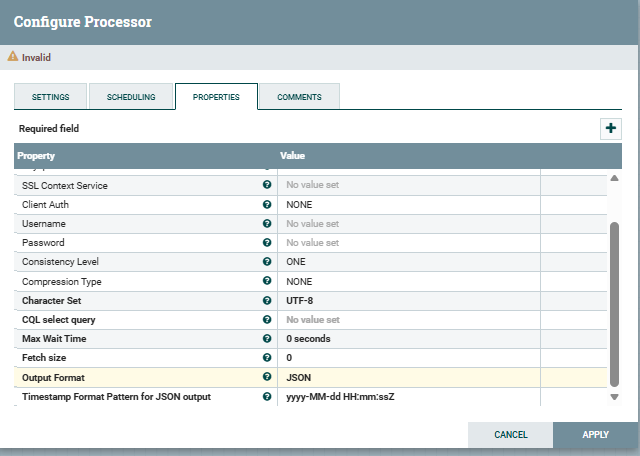 Configure Processor
Invalid
SETTINGS SCHEDULING PROPERTIES COMMENTS
Required field
Property Value
SSL Context Service No value set
Client Auth NONE
Username No value set
Password No value set
Consistency Level ONE
Compression Type NONE
Character Set UTF-8
CQL select query No value set
Max Wait Time 0 seconds
Fetch size 0
Output Format JSON
Timestamp Format Pattern for JSON output yyyy-MM-dd HH:mm:ssZ
CANCEL APPLY